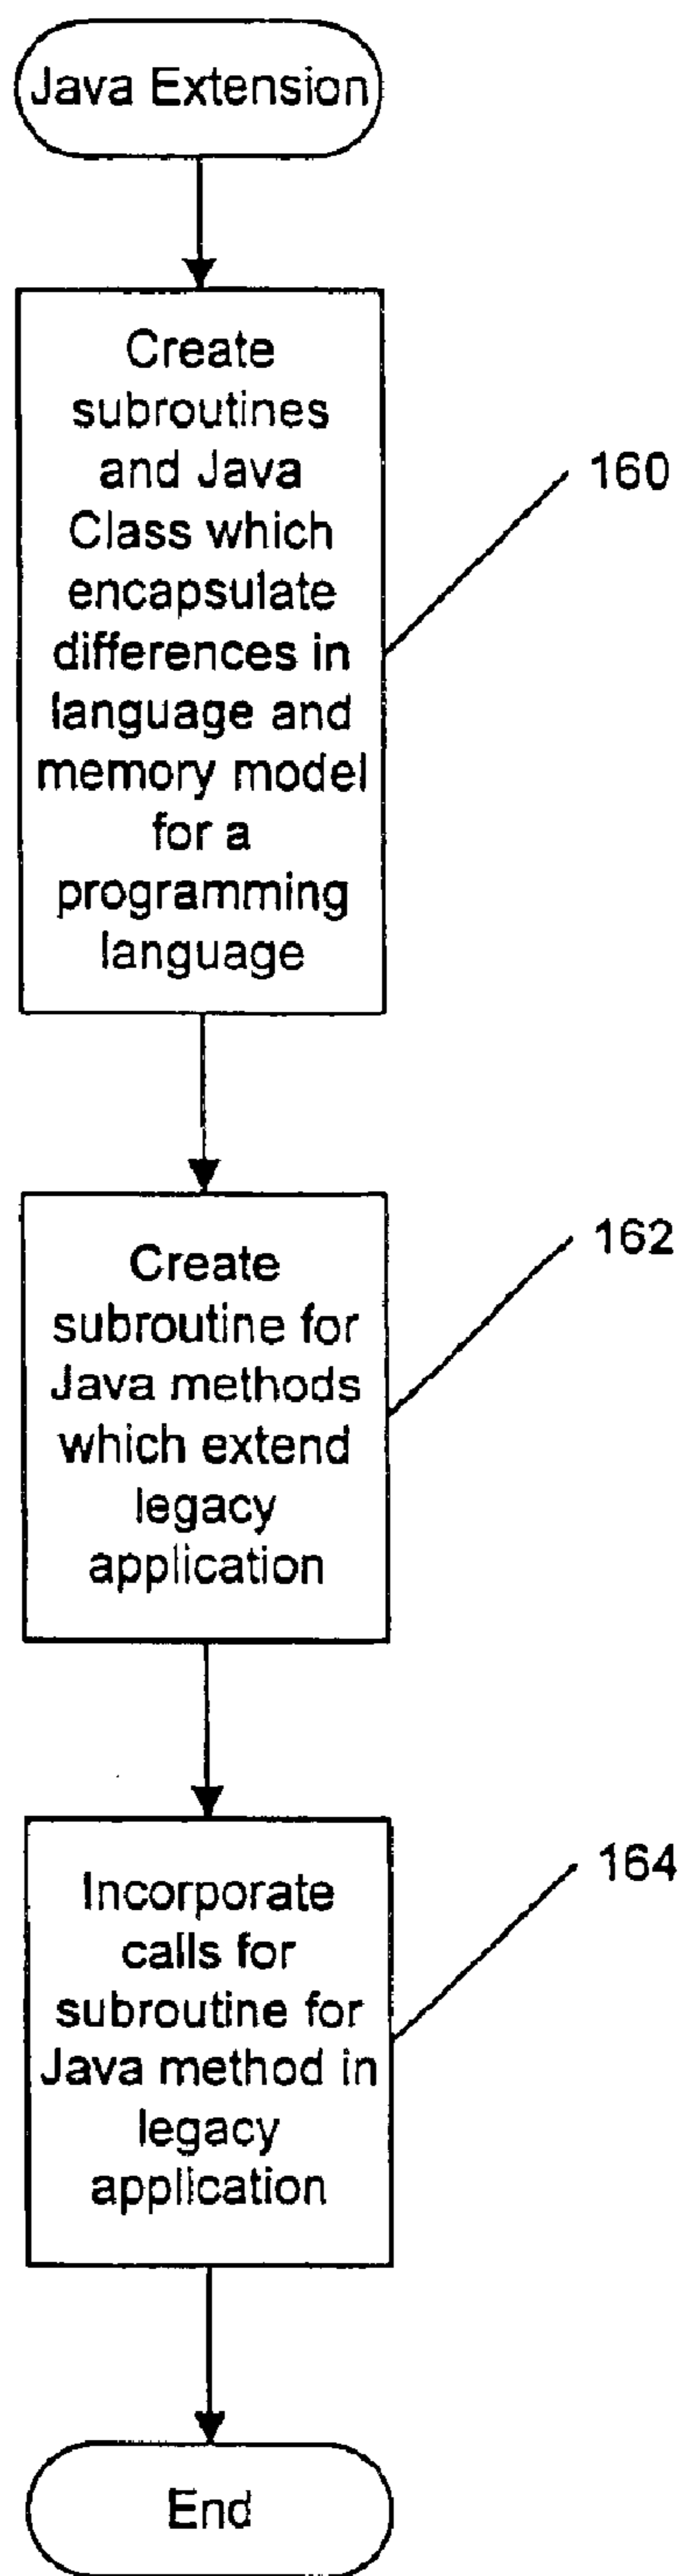 Java Extension
Create
subroutines
and Java
Class which
encapsulate
differences in
language and
memory model
for a
programming
language
160
Create
subroutine for
Java methods
which extend
legacy
application
162
Incorporate
calls for
subroutine for
Java method in
legacy
application
164
End